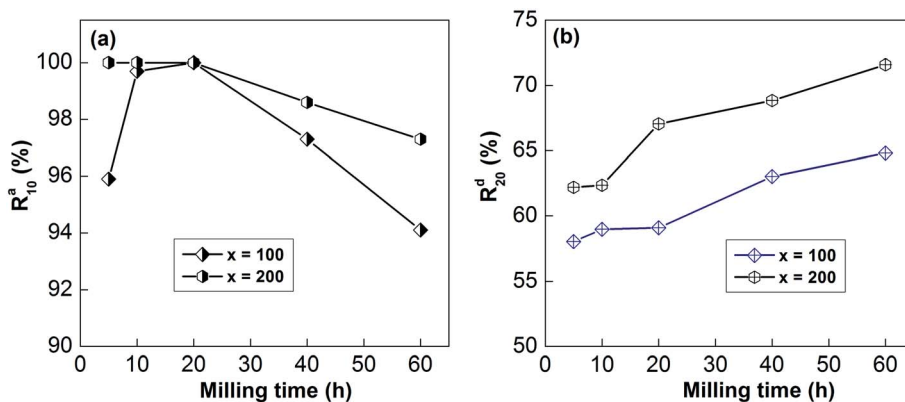 (a)
100
98
96
94
92
90
R^a_10 (%)
x = 100
x = 200
0 10 20 30 40 50 60
Milling time (h)
(b)
75
70
65
60
55
50
R^d_20 (%)
x = 100
x = 200
0 10 20 30 40 50 60
Milling time (h)